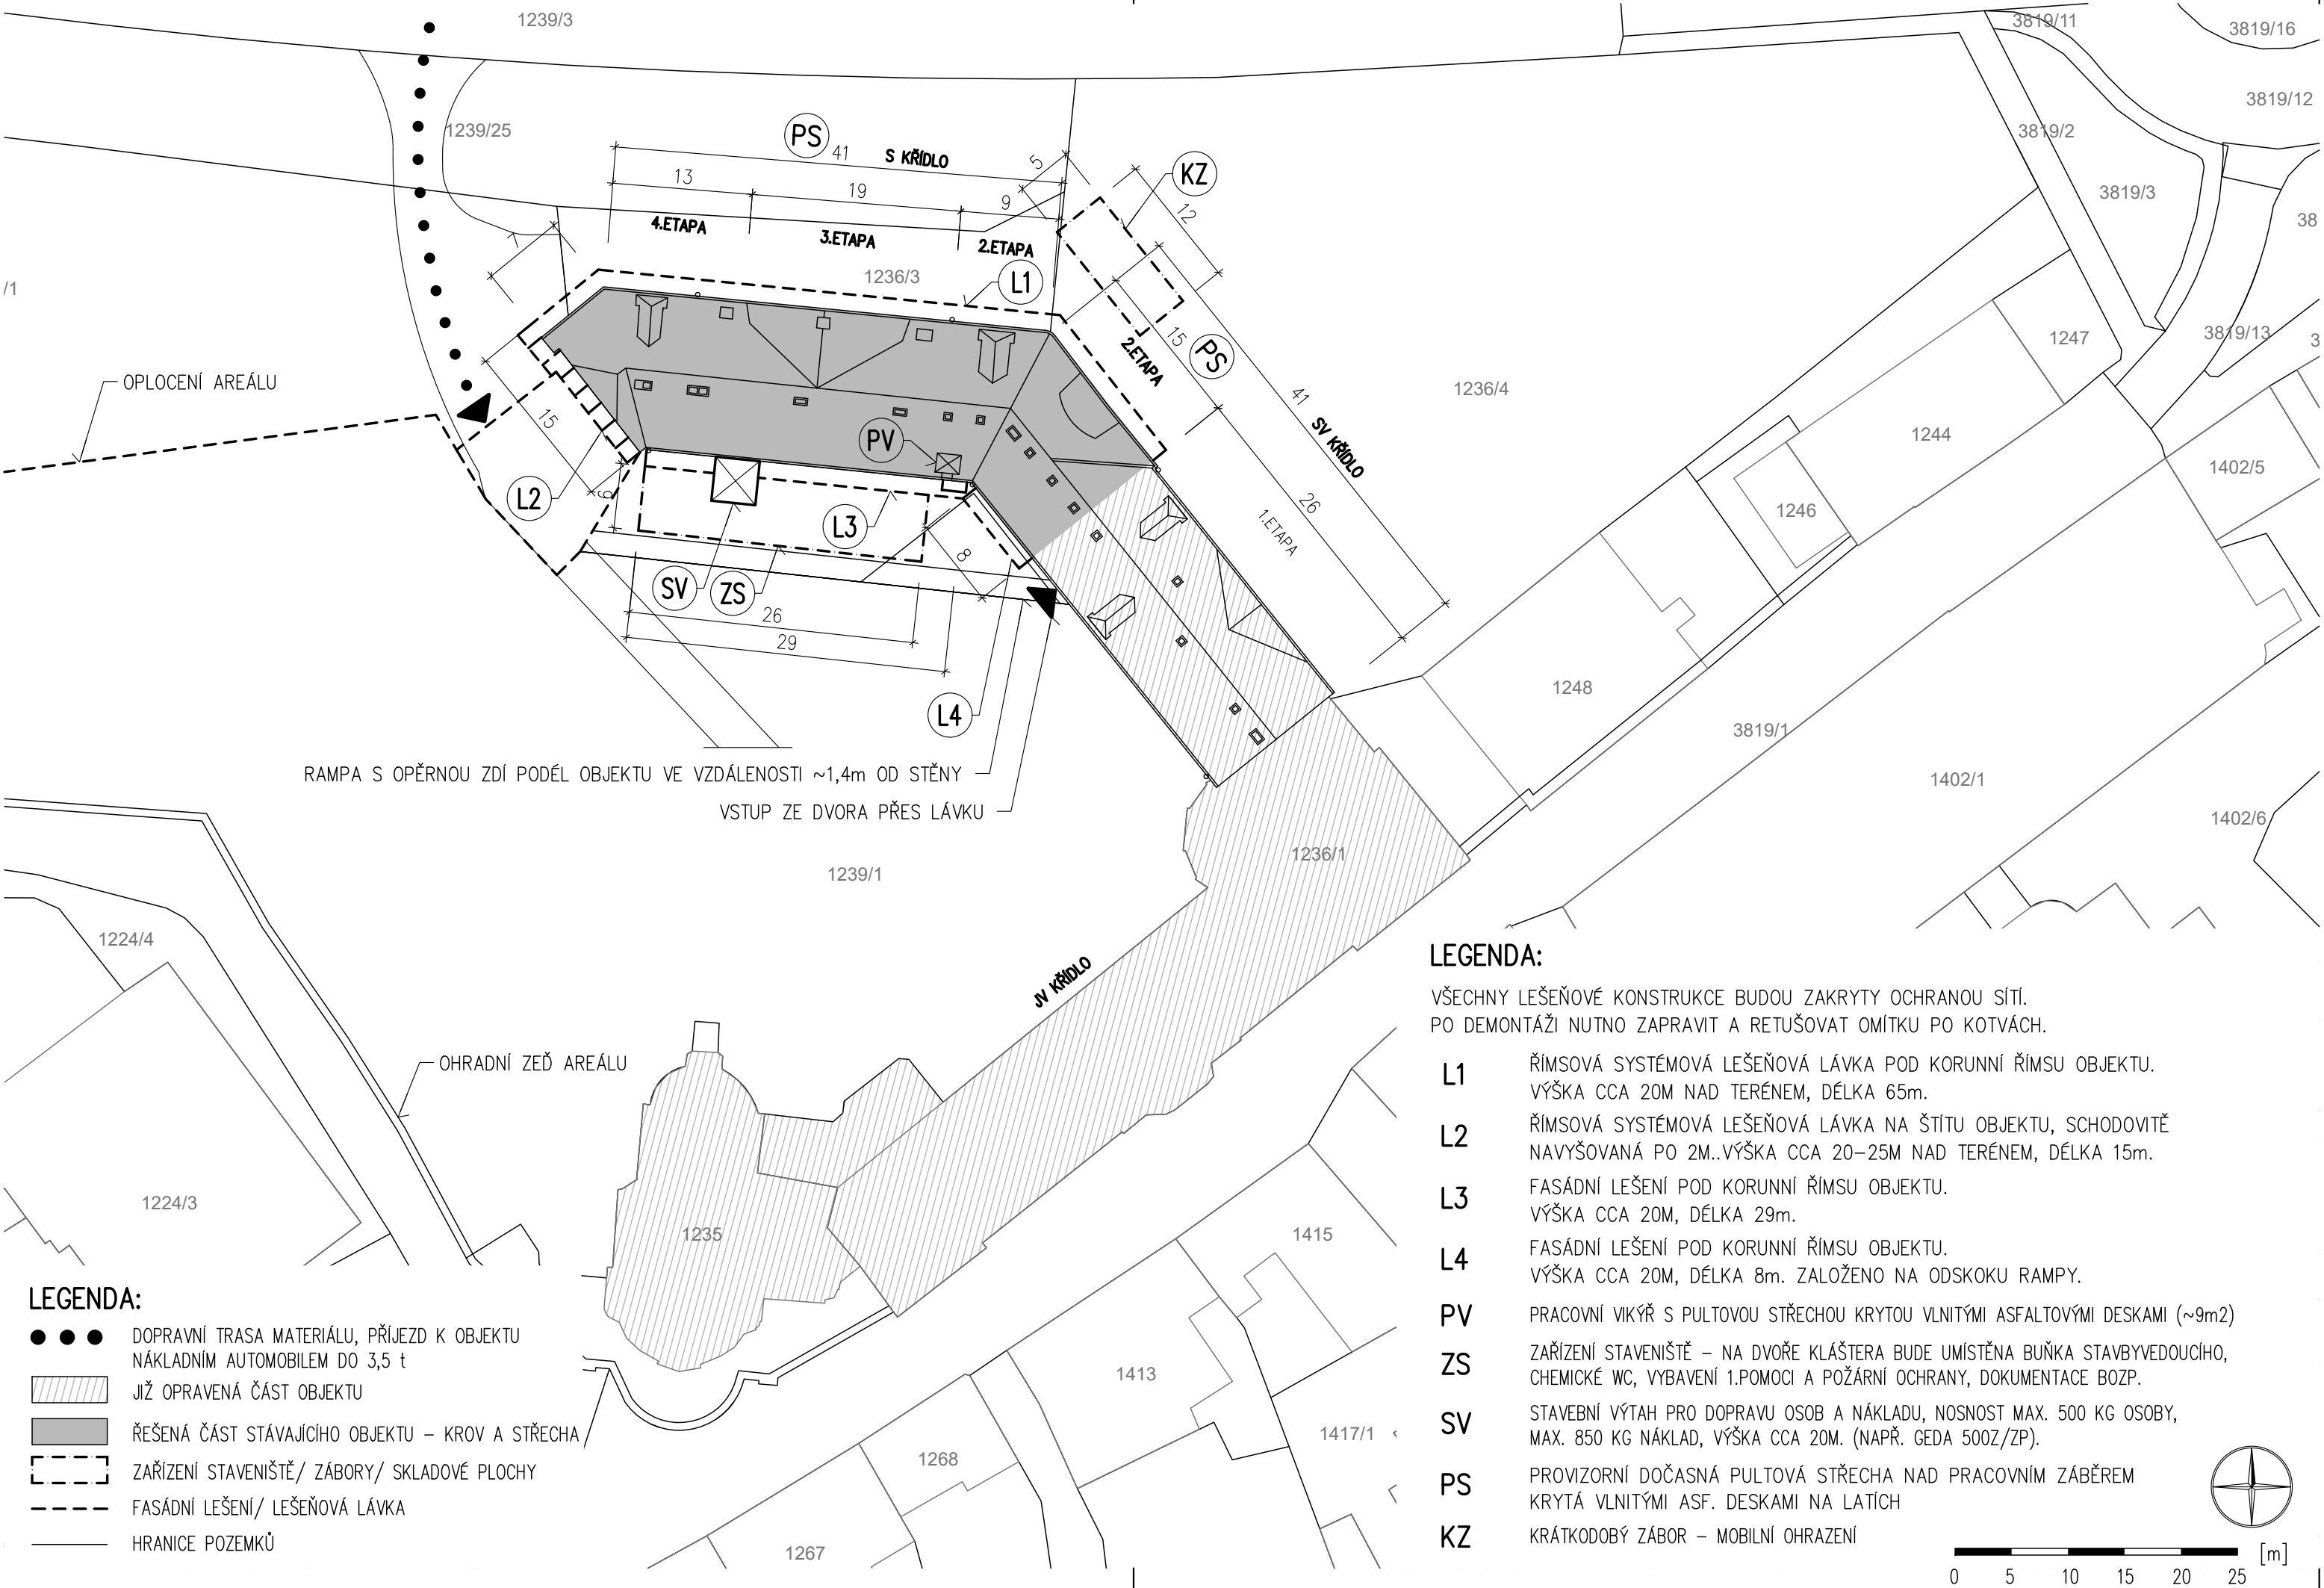 1239/3
3819/11
3819/16
3819/12
1239/25
3819/2
PS
41
S KŘÍDLO
5
KZ
13
19
9
12
3819/3
38
4.ETAPA
3.ETAPA
2.ETAPA
1236/3
L1
/1
15
PS
2.ETAPA
3819/13
3
1247
OPLOCENÍ AREÁLU
1236/4
41
SV KŘÍDLO
15
PV
1244
1402/5
L2
6
L3
26
1.ETAPA
1246
8
SV
ZS
26
29
1248
L4
3819/1
RAMPA S OPĚRNOU ZDÍ PODÉL OBJEKTU VE VZDÁLENOSTI ~1,4m OD STĚNY
1402/1
VSTUP ZE DVORA PŘES LÁVKU
1402/6
1236/1
1239/1
1224/4
JV KŘÍDLO
OHRADNÍ ZEĎ AREÁLU
1224/3
1235
1415
1413
1417/1
1268
1267
LEGENDA:
DOPRAVNÍ TRASA MATERIÁLU, PŘÍJEZD K OBJEKTU
NÁKLADNÍM AUTOMOBILEM DO 3,5 t
JIŽ OPRAVENÁ ČÁST OBJEKTU
ŘEŠENÁ ČÁST STÁVAJÍCÍHO OBJEKTU – KROV A STŘECHA
ZAŘÍZENÍ STAVENIŠTĚ/ ZÁBORY/ SKLADOVÉ PLOCHY
FASÁDNÍ LEŠENÍ/ LEŠEŇOVÁ LÁVKA
HRANICE POZEMKŮ
LEGENDA:
VŠECHNY LEŠEŇOVÉ KONSTRUKCE BUDOU ZAKRYTY OCHRANOU SÍTÍ.
PO DEMONTÁŽI NUTNO ZAPRAVIT A RETUŠOVAT OMÍTKU PO KOTVÁCH.
L1 ŘÍMSOVÁ SYSTÉMOVÁ LEŠEŇOVÁ LÁVKA POD KORUNNÍ ŘÍMSU OBJEKTU.
VÝŠKA CCA 20M NAD TERÉNEM, DÉLKA 65m.
L2 ŘÍMSOVÁ SYSTÉMOVÁ LEŠEŇOVÁ LÁVKA NA ŠTÍTU OBJEKTU, SCHODOVITĚ
NAVYŠOVANÁ PO 2M..VÝŠKA CCA 20–25M NAD TERÉNEM, DÉLKA 15m.
L3 FASÁDNÍ LEŠENÍ POD KORUNNÍ ŘÍMSU OBJEKTU.
VÝŠKA CCA 20M, DÉLKA 29m.
L4 FASÁDNÍ LEŠENÍ POD KORUNNÍ ŘÍMSU OBJEKTU.
VÝŠKA CCA 20M, DÉLKA 8m. ZALOŽENO NA ODSKOKU RAMPY.
PV PRACOVNÍ VIKÝŘ S PULTOVOU STŘECHOU KRYTOU VLNITÝMI ASFALTOVÝMI DESKAMI (~9m2)
ZS ZAŘÍZENÍ STAVENIŠTĚ – NA DVOŘE KLÁŠTERA BUDE UMÍSTĚNA BUŇKA STAVBYVEDOUCÍHO,
CHEMICKÉ WC, VYBAVENÍ 1.POMOCI A POŽÁRNÍ OCHRANY, DOKUMENTACE BOZP.
SV STAVEBNÍ VÝTAH PRO DOPRAVU OSOB A NÁKLADU, NOSNOST MAX. 500 KG OSOBY,
MAX. 850 KG NÁKLAD, VÝŠKA CCA 20M. (NAPŘ. GEDA 500Z/ZP).
PS PROVIZORNÍ DOČASNÁ PULTOVÁ STŘECHA NAD PRACOVNÍM ZÁBĚREM
KRYTÁ VLNITÝMI ASF. DESKAMI NA LATÍCH
KZ KRÁTKODOBÝ ZÁBOR – MOBILNÍ OHRAZENÍ
[m]
0 5 10 15 20 25